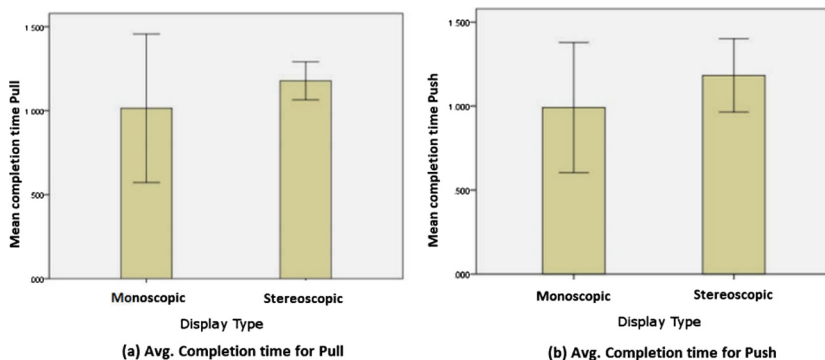 Mean completion time Pull
1 500
1 000
500
000
Monoscopic
Stereoscopic
Display Type
(a) Avg. Completion time for Pull
Mean completion time Push
1.500
1.000
.500
.000
Monoscopic
Stereoscopic
Display Type
(b) Avg. Completion time for Push